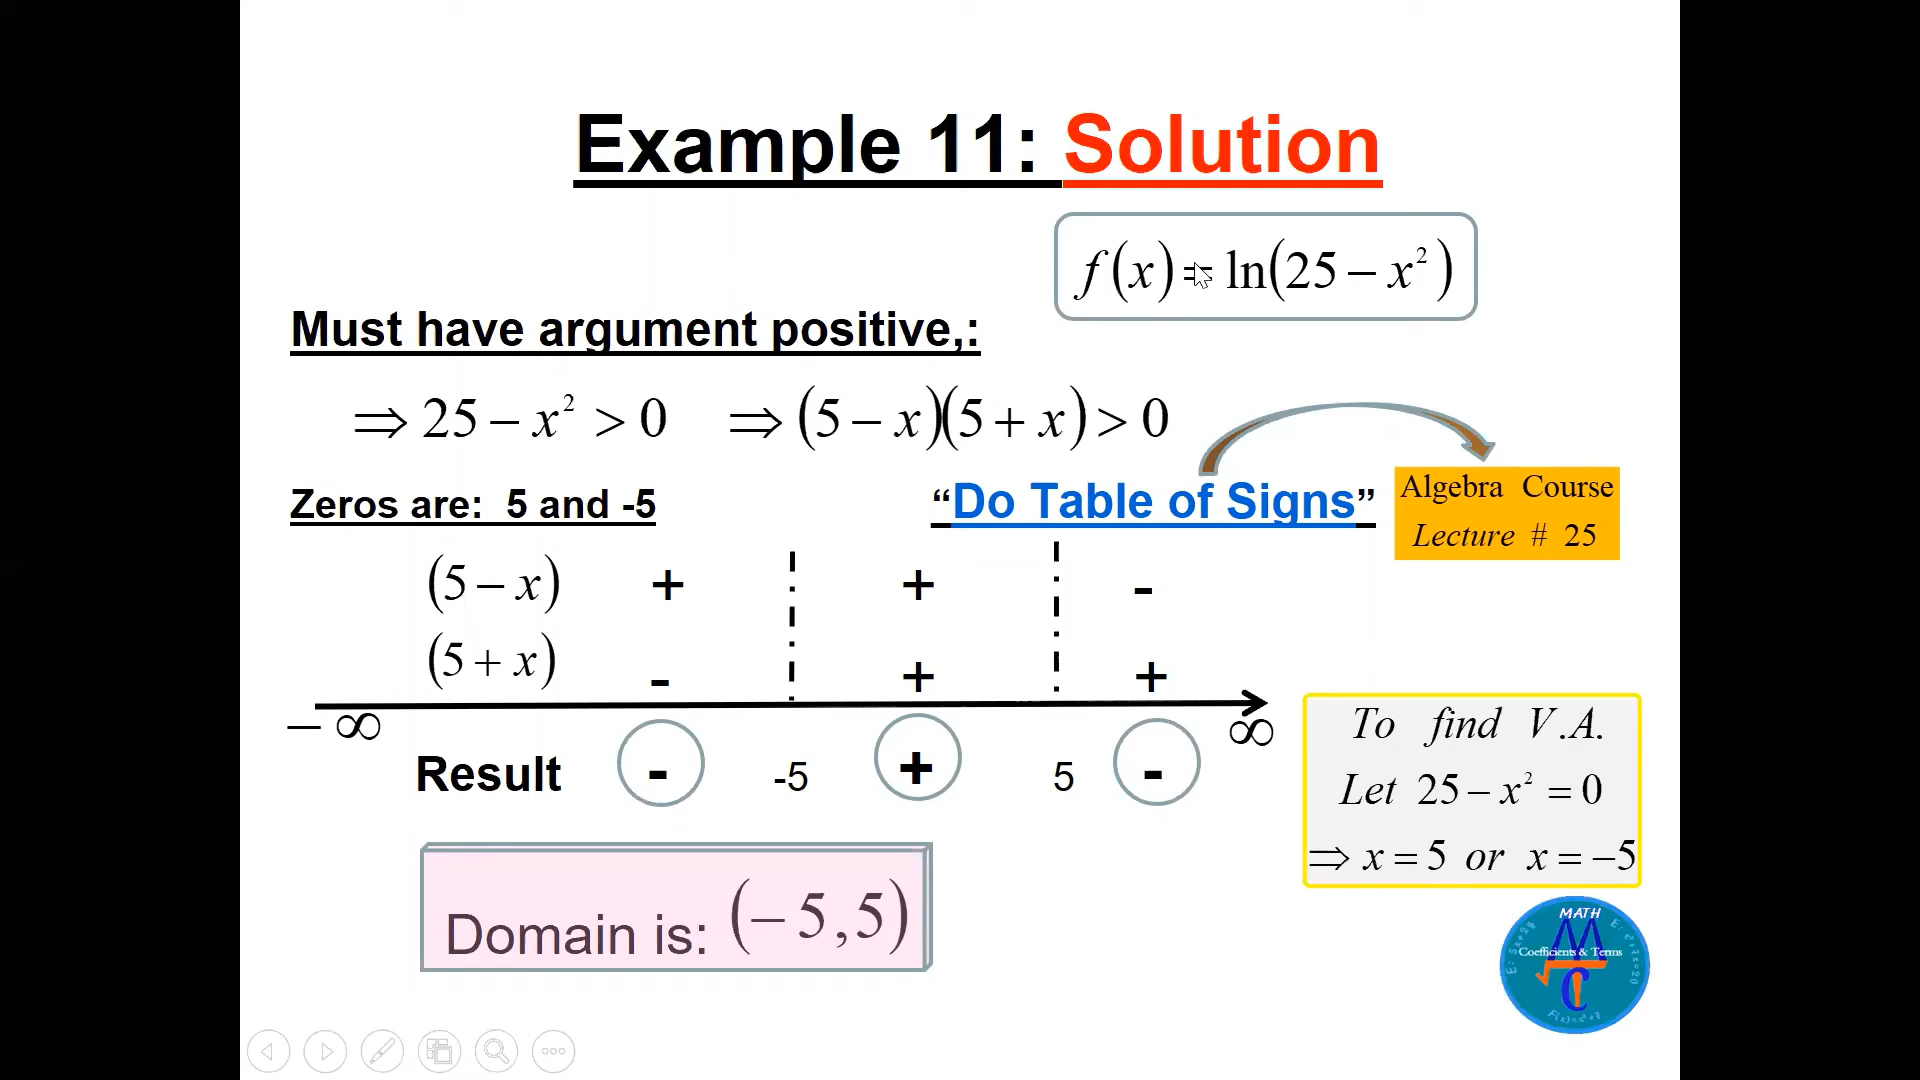 Example 11: Solution
f(x) = ln(25 − x²)
Must have argument positive,:
⇒ 25 − x² > 0 ⇒ (5 − x)(5 + x) > 0
Zeros are: 5 and -5
“Do Table of Signs”
Algebra Course
Lecture # 25
(5 − x) + + -
(5 + x) - + +
− ∞ ∞
Result - -5 + 5 -
To find V.A.
Let 25 − x² = 0
⇒ x = 5 or x = −5
Domain is: (− 5,5)
MATH
Coefficients & Terms